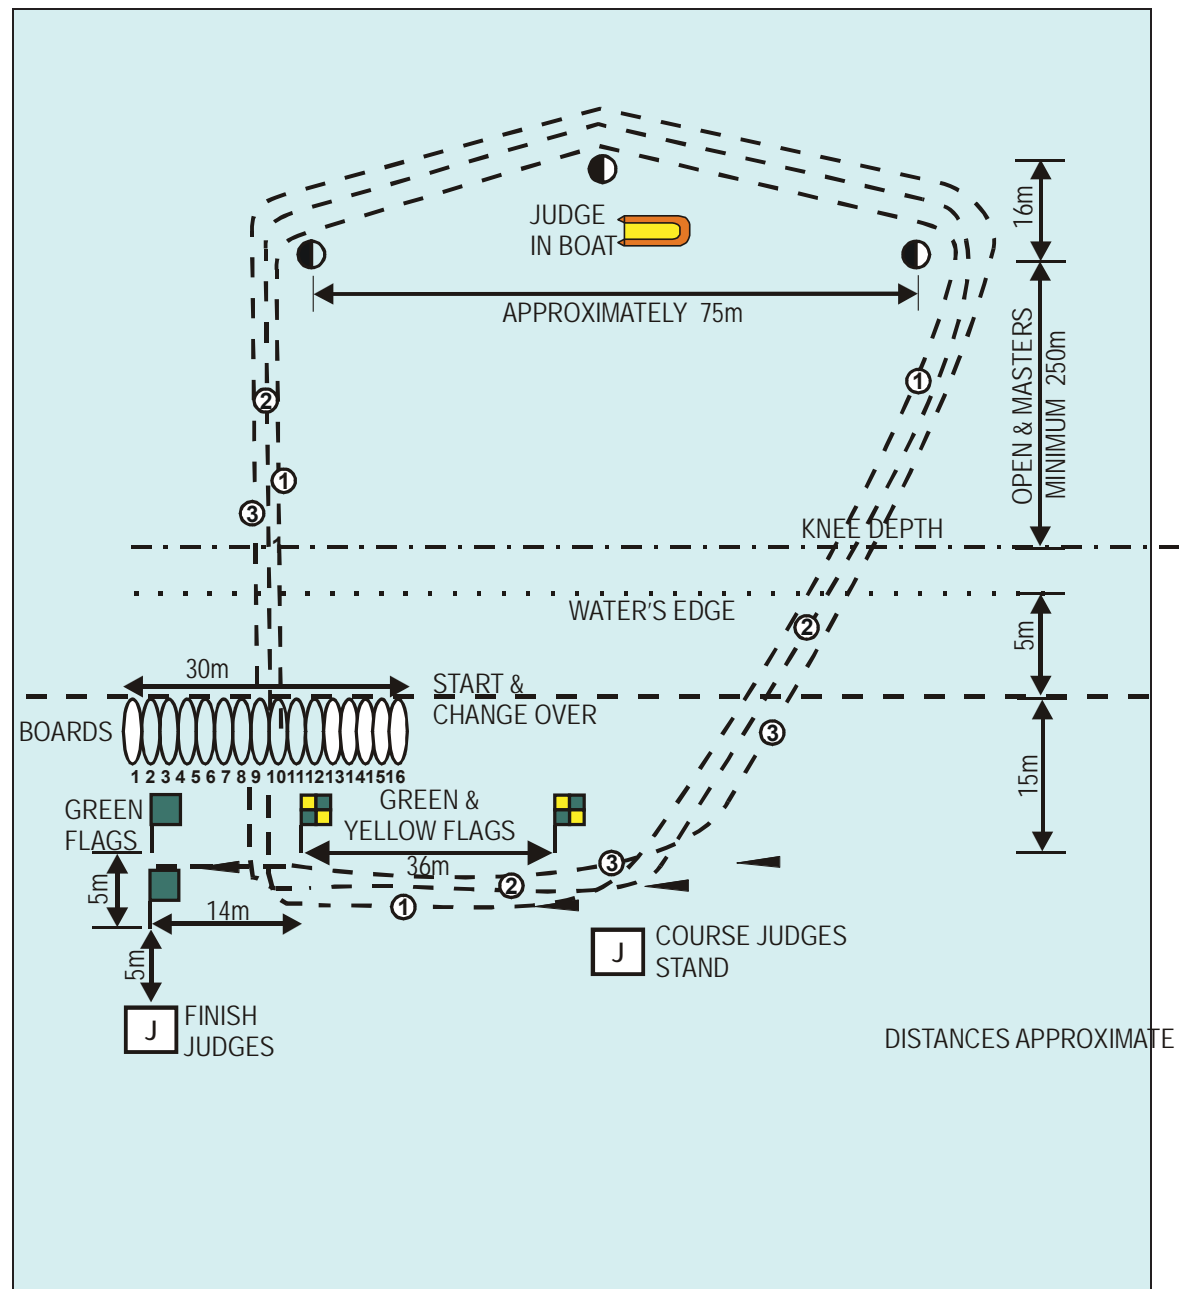 16m
JUDGE
IN BOAT
APPROXIMATELY 75m
OPEN & MASTERS
MINIMUM 250m
1
2
1
3
KNEE DEPTH
WATER'S EDGE
2
5m
30m
START &
CHANGE OVER
BOARDS
3
1 2 3 4 5 6 7 8 9 10 11 12 13 14 15 16
15m
GREEN
FLAGS
GREEN &
YELLOW FLAGS
36m
3
2
1
5m
14m
5m
J
COURSE JUDGES
STAND
J
FINISH
JUDGES
DISTANCES APPROXIMATE